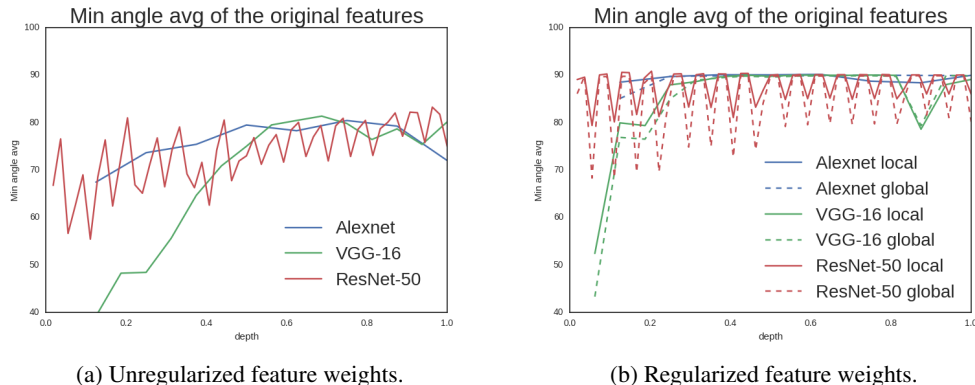 Min angle avg of the original features
Min angle avg
100
90
80
70
60
50
40
0.0 0.2 0.4 0.6 0.8 1.0
depth
Alexnet
VGG-16
ResNet-50
(a) Unregularized feature weights.
Min angle avg of the original features
Min angle avg
100
90
80
70
60
50
40
0.0 0.2 0.4 0.6 0.8 1.0
depth
Alexnet local
Alexnet global
VGG-16 local
VGG-16 global
ResNet-50 local
ResNet-50 global
(b) Regularized feature weights.